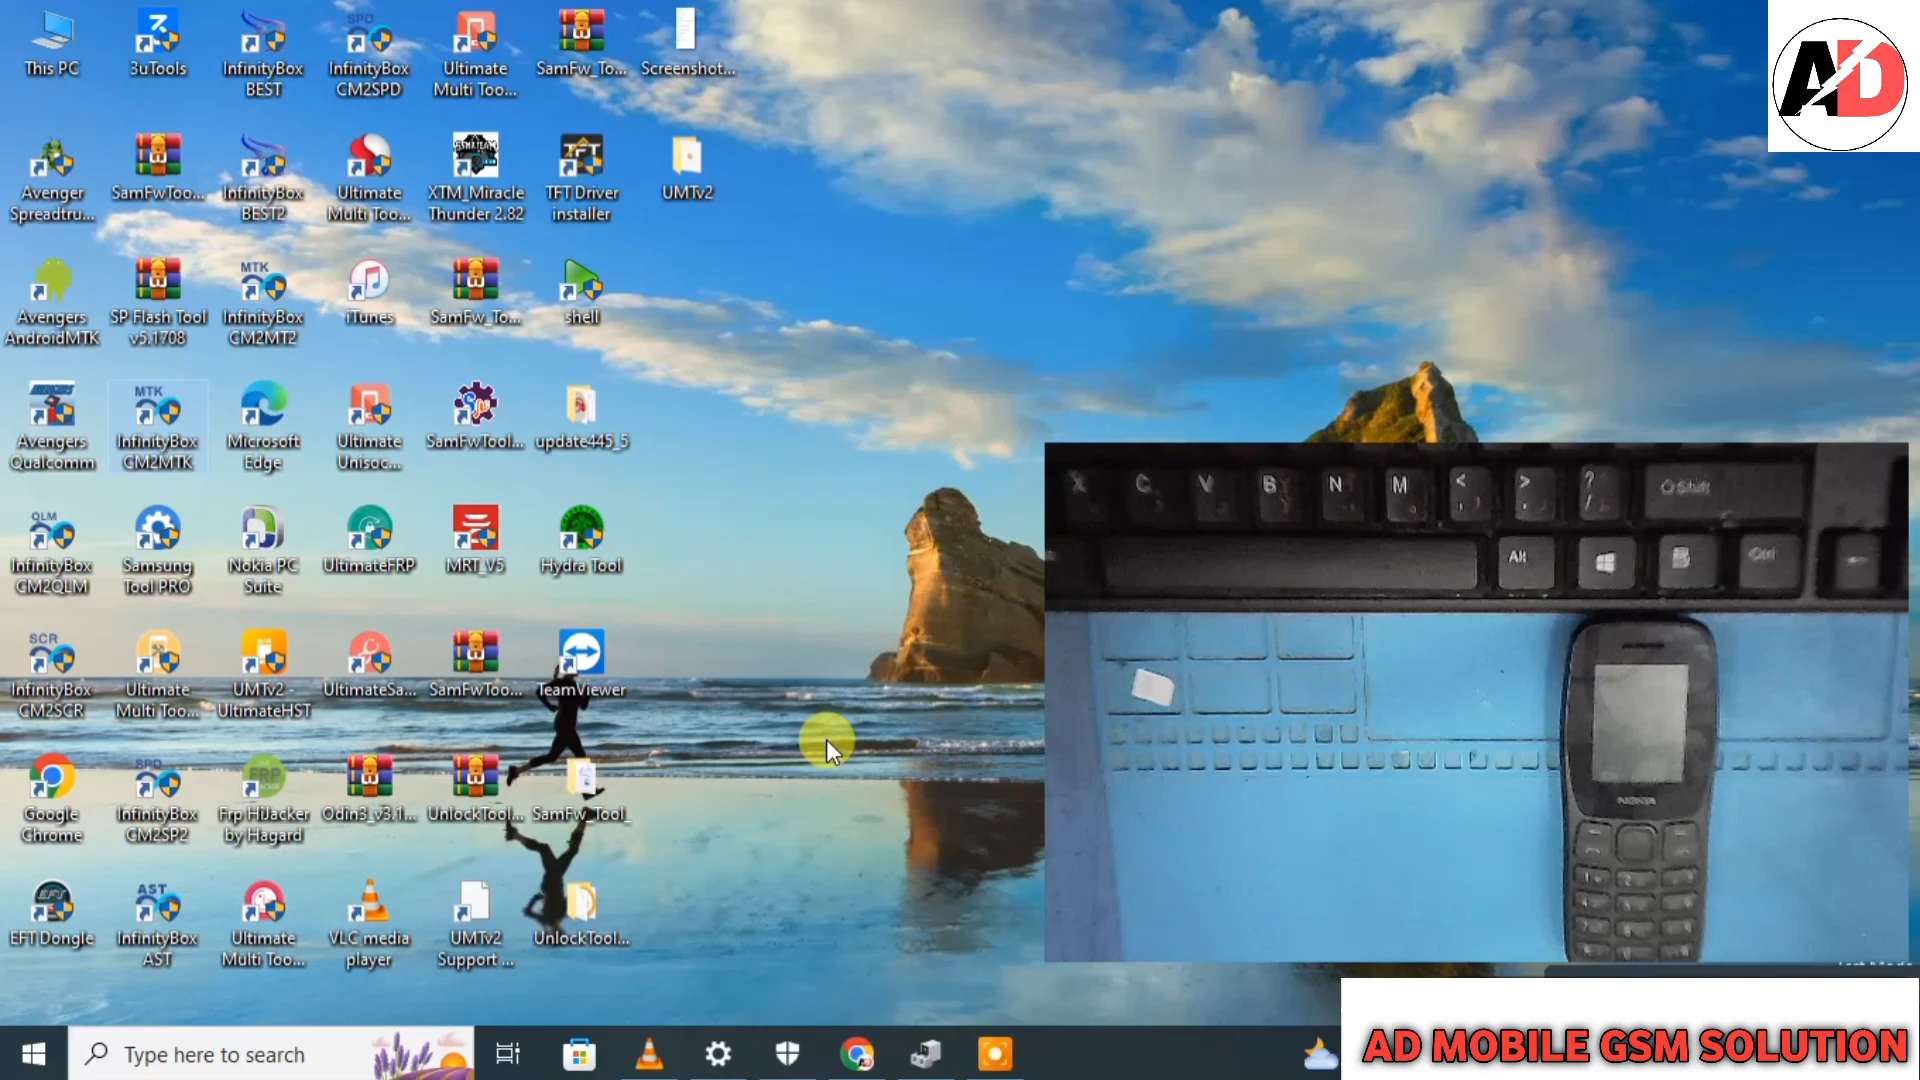 This PC
3uTools
InfinityBox
BEST
SPD
InfinityBox
CM2SPD
Ultimate
Multi Too...
SamFw_To...
Screenshot...
AD
Avenger
Spreadtru...
SamFwToo...
InfinityBox
BEST2
Ultimate
Multi Too...
XTM_Miracle
Thunder 2.82
TFT
TFT Driver
installer
UMTv2
Avengers
AndroidMTK
SP Flash Tool
v5.1708
MTK
InfinityBox
CM2MT2
iTunes
SamFw_To...
shell
Avengers
Qualcomm
MTK
InfinityBox
CM2MTK
Microsoft
Edge
Ultimate
Unisoc...
SamFwTool...
update445_5
QLM
InfinityBox
CM2QLM
Samsung
Tool PRO
Nokia PC
Suite
UltimateFRP
MRT_V5
Hydra Tool
SCR
InfinityBox
CM2SCR
Ultimate
Multi Too...
UMTv2 -
UltimateHST
UltimateSa...
SamFwToo...
TeamViewer
Google
Chrome
SPD
InfinityBox
CM2SP2
FRP
Frp HiJacker
by Hagard
Odin3_v3.1...
UnlockTool...
SamFw_Tool_
EFT Dongle
AST
InfinityBox
AST
Ultimate
Multi Too...
VLC media
player
UMTv2
Support ...
UnlockTool...
X C V B N M < , > . ? / Shift
Alt Ctrl
NOKIA
Type here to search
AD MOBILE GSM SOLUTION